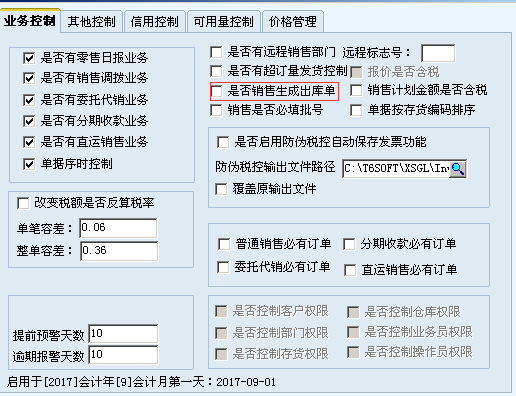 业务控制 其他控制 信用控制 可用量控制 价格管理
是否有零售日报业务
是否有销售调拨业务
是否有委托代销业务
是否有分期收款业务
是否有直运销售业务
单据序时控制
改变税额是否反算税率
单笔容差: 0.06
整单容差: 0.36
提前预警天数 10
逾期报警天数 10
是否有远程销售部门 远程标志号:
是否有超订量发货控制 报价是否含税
是否销售生成出库单 销售计划金额是否含税
销售是否必填批号 单据按存货编码排序
是否启用防伪税控自动保存发票功能
防伪税控输出文件路径 C:\T6SOFT\XSGL\Inv
覆盖原输出文件
普通销售必有订单 分期收款必有订单
委托代销必有订单 直运销售必有订单
是否控制客户权限 是否控制仓库权限
是否控制部门权限 是否控制业务员权限
是否控制存货权限 是否控制操作员权限
启用于[2017]会计年[9]会计月第一天:2017-09-01